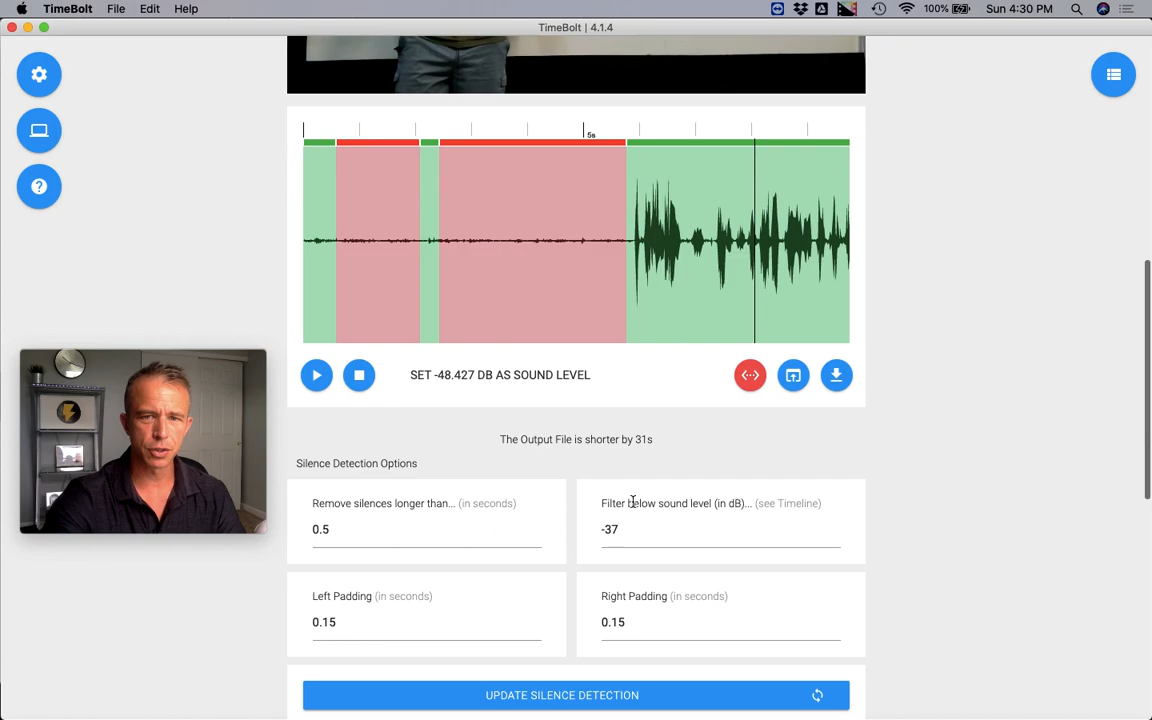 TimeBolt File Edit Help 100% Sun 4:30 PM
TimeBolt | 4.1.4
5s
SET -48.427 DB AS SOUND LEVEL
The Output File is shorter by 31s
Silence Detection Options
Remove silences longer than... (in seconds)
0.5
Filter below sound level (in dB)... (see Timeline)
-37
Left Padding (in seconds)
0.15
Right Padding (in seconds)
0.15
UPDATE SILENCE DETECTION